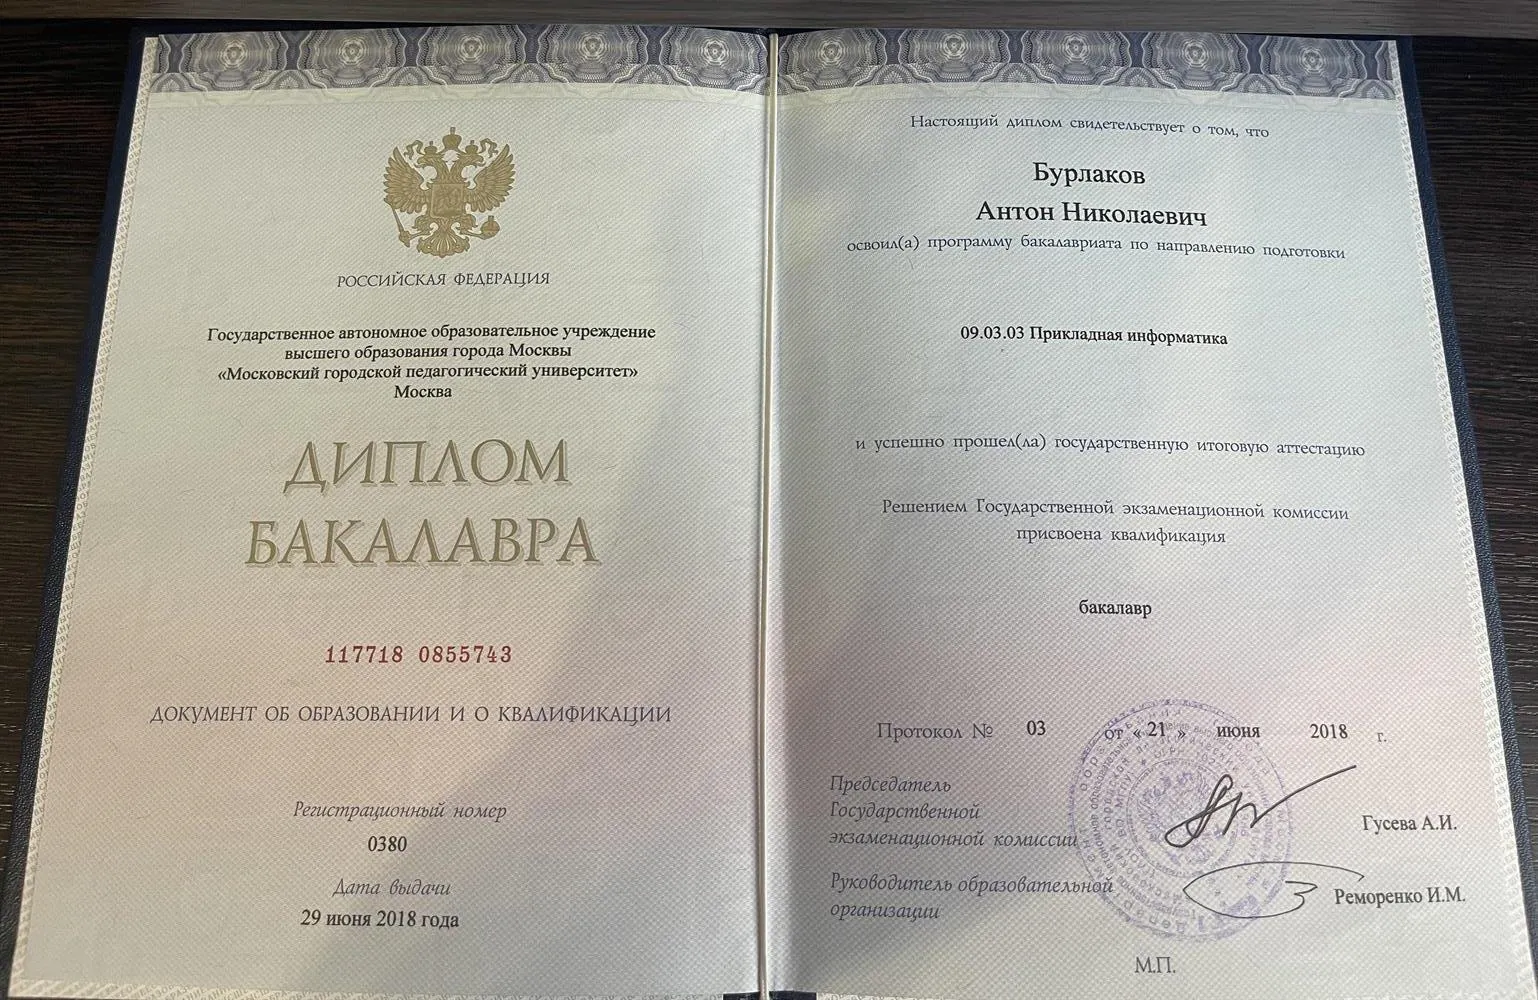 РОССИЙСКАЯ ФЕДЕРАЦИЯ
Государственное автономное образовательное учреждение
высшего образования города Москвы
«Московский городской педагогический университет»
Москва
ДИПЛОМ
БАКАЛАВРА
117718 0855743
ДОКУМЕНТ ОБ ОБРАЗОВАНИИ И О КВАЛИФИКАЦИИ
Регистрационный номер
0380
Дата выдачи
29 июня 2018 года
Настоящий диплом свидетельствует о том, что
Бурлаков
Антон Николаевич
освоил(а) программу бакалавриата по направлению подготовки
09.03.03 Прикладная информатика
и успешно прошел(ла) государственную итоговую аттестацию
Решением Государственной экзаменационной комиссии
присвоена квалификация
бакалавр
Протокол № 03 от « 21 » июня 2018 г.
Председатель
Государственной
экзаменационной комиссии
Гусева А.И.
Руководитель образовательной
организации
Реморенко И.М.
М.П.